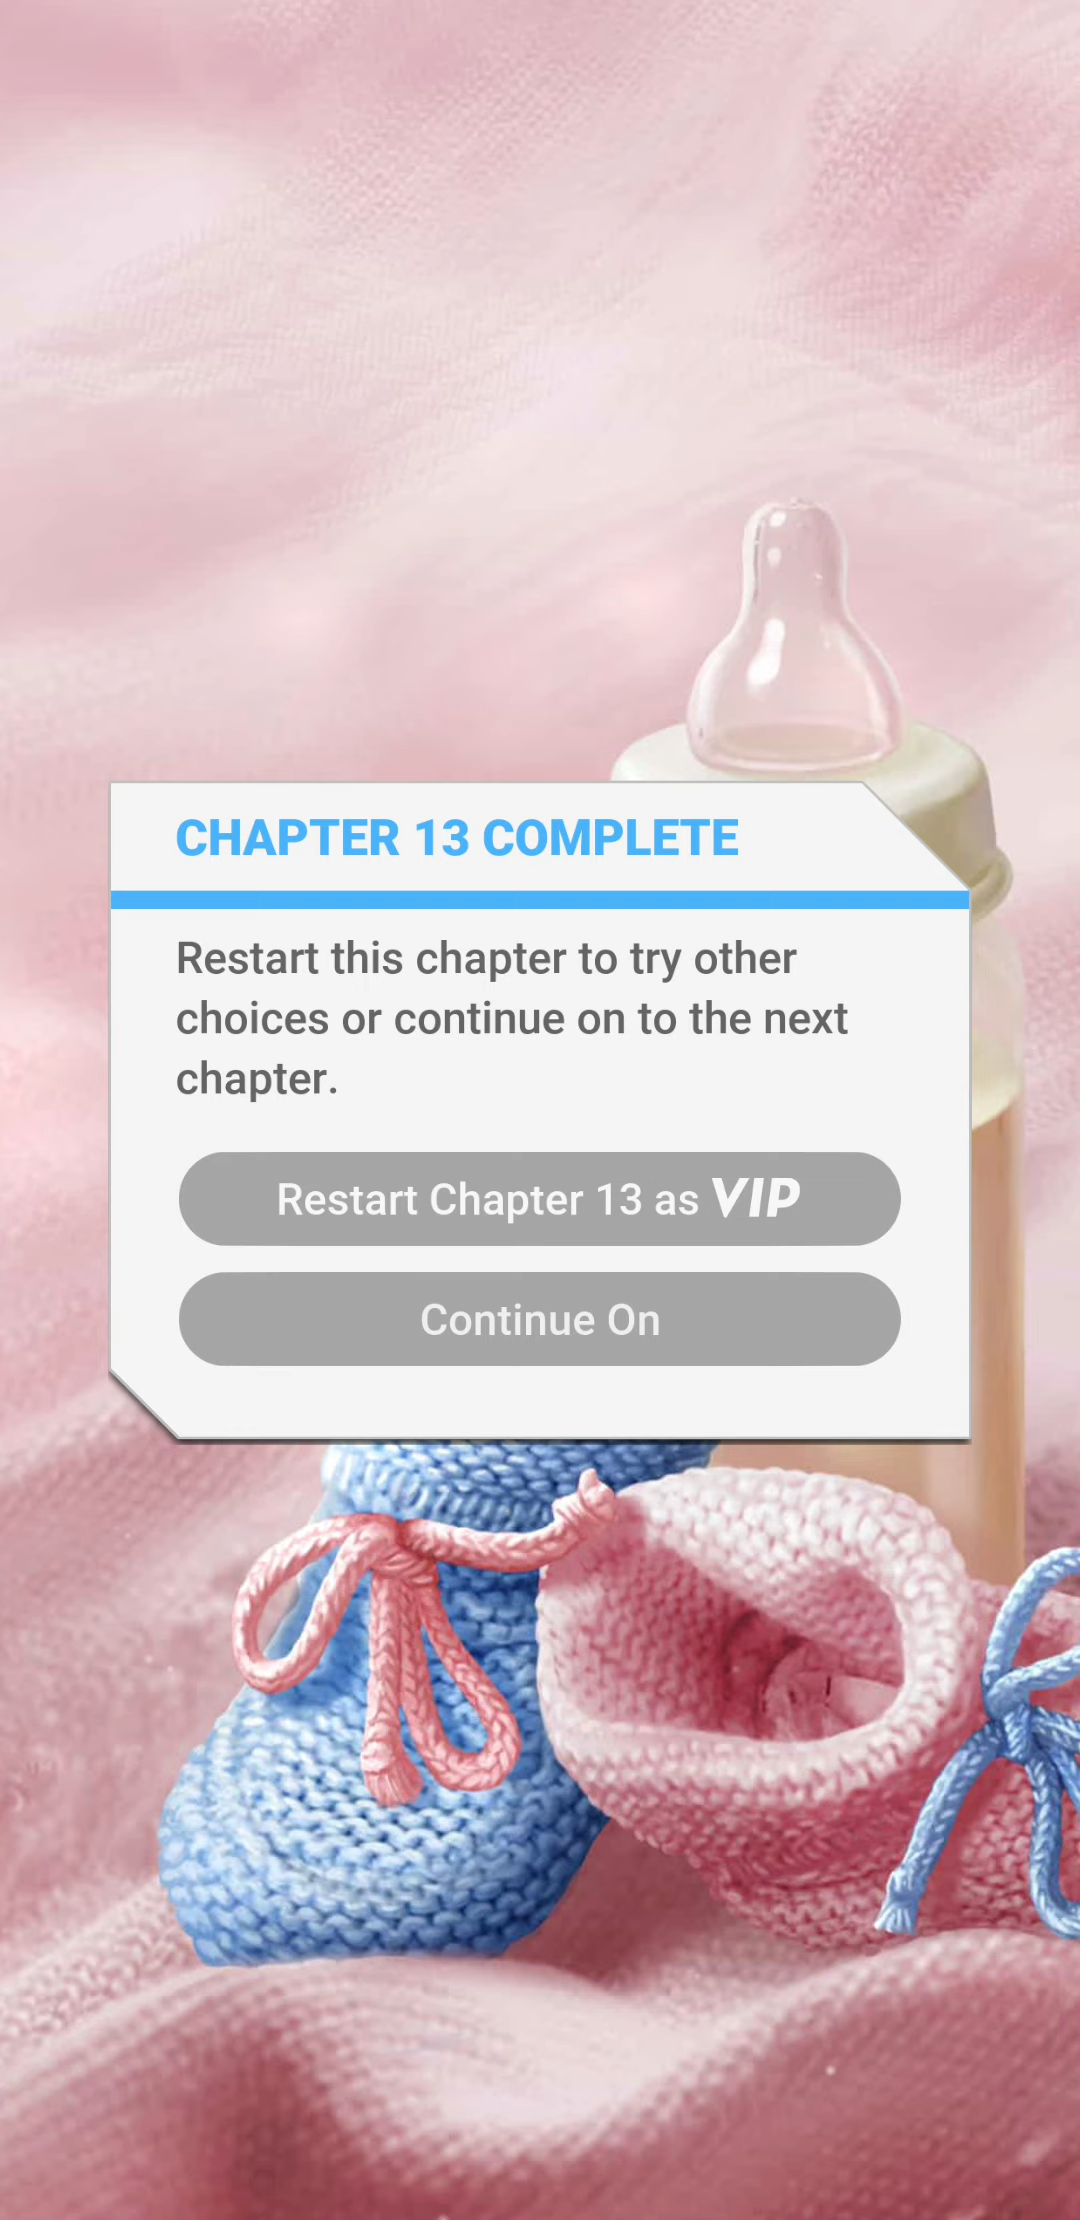 CHAPTER 13 COMPLETE
Restart this chapter to try other
choices or continue on to the next
chapter.
Restart Chapter 13 as VIP
Continue On